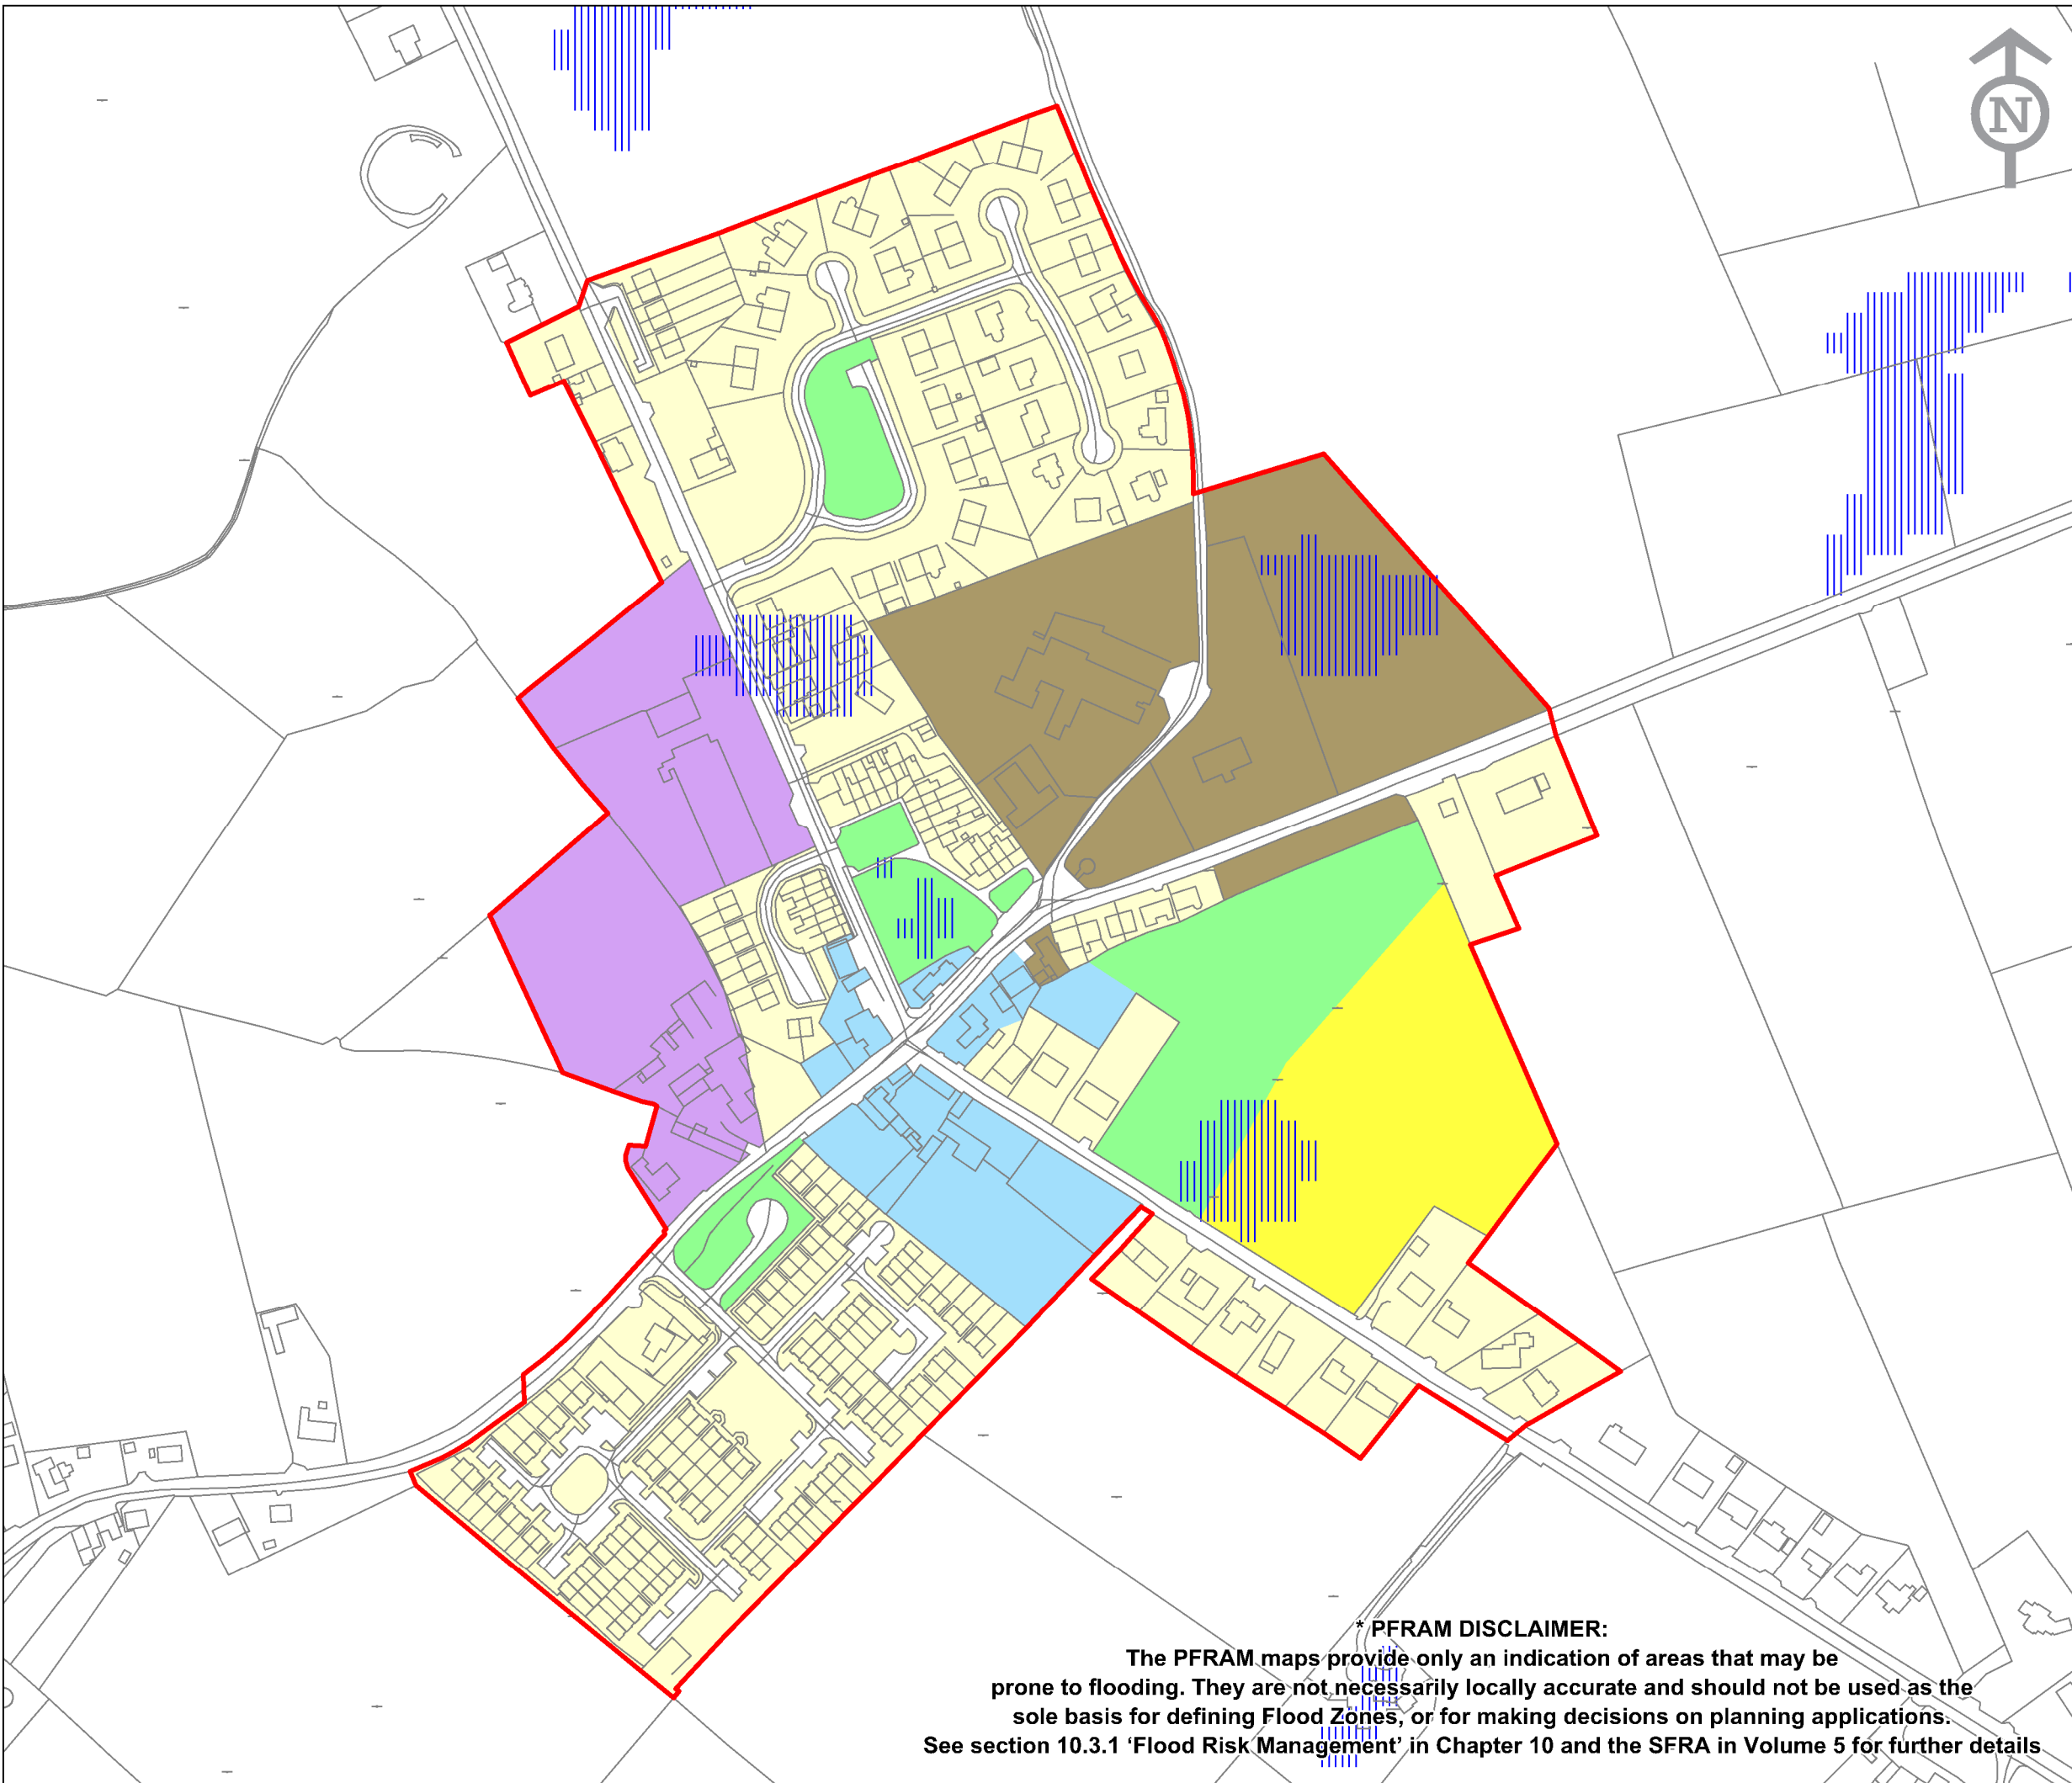 N
* PFRAM DISCLAIMER:
The PFRAM maps provide only an indication of areas that may be
prone to flooding. They are not necessarily locally accurate and should not be used as the
sole basis for defining Flood Zones, or for making decisions on planning applications.
See section 10.3.1 ‘Flood Risk Management’ in Chapter 10 and the SFRA in Volume 5 for further details